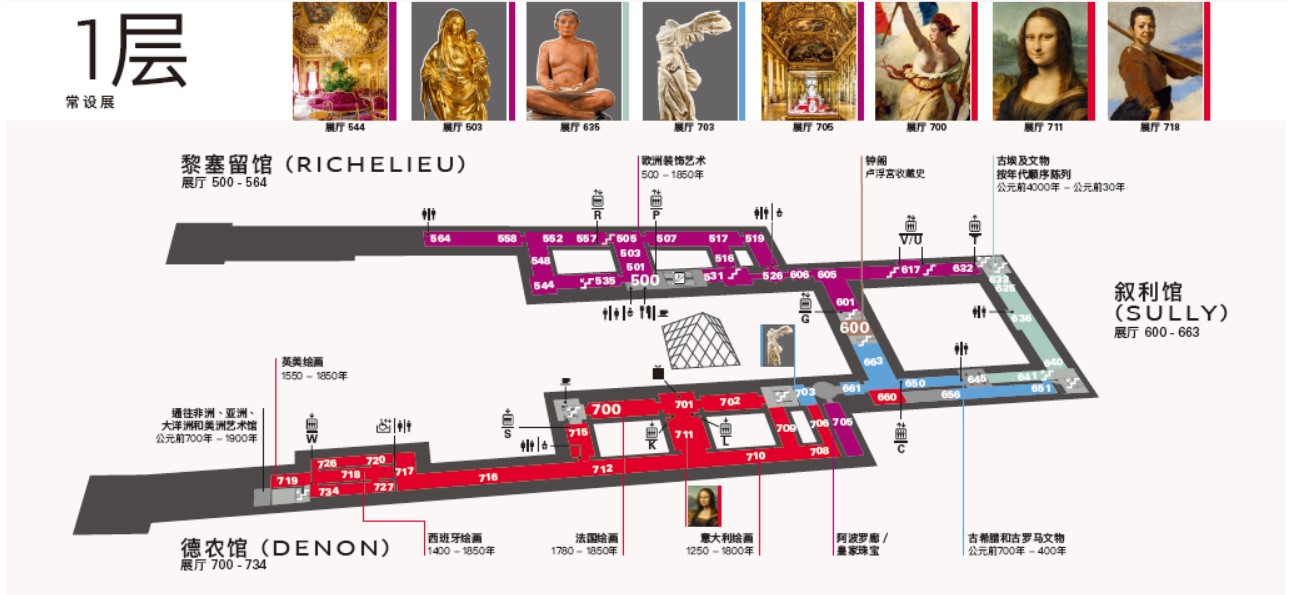 1层
常设展
展厅 544
展厅 503
展厅 635
展厅 703
展厅 705
展厅 700
展厅 711
展厅 718
黎塞留馆（RICHELIEU）
展厅 500 - 564
欧洲装饰艺术
500 – 1850年
钟阁
卢浮宫收藏史
古埃及文物
按年代顺序陈列
公元前4000年 – 公元前30年
R
P
V/U
T
564
558
552
557
505
507
517
519
548
503
501
516
544
535
500
531
526
606
605
617
632
633
635
601
G
600
636
叙利馆
(SULLY)
展厅 600 - 663
663
640
641
645
650
651
656
661
660
703
C
英美绘画
1550 – 1850年
通往非洲、亚洲、
大洋洲和美洲艺术馆
公元前700年 – 1900年
W
S
700
701
702
715
711
K
L
709
706
705
708
710
712
716
717
726
720
718
719
734
727
德农馆（DENON）
展厅 700 - 734
西班牙绘画
1400 – 1850年
法国绘画
1780 – 1850年
意大利绘画
1250 – 1800年
阿波罗廊 /
皇家珠宝
古希腊和古罗马文物
公元前700年 – 400年